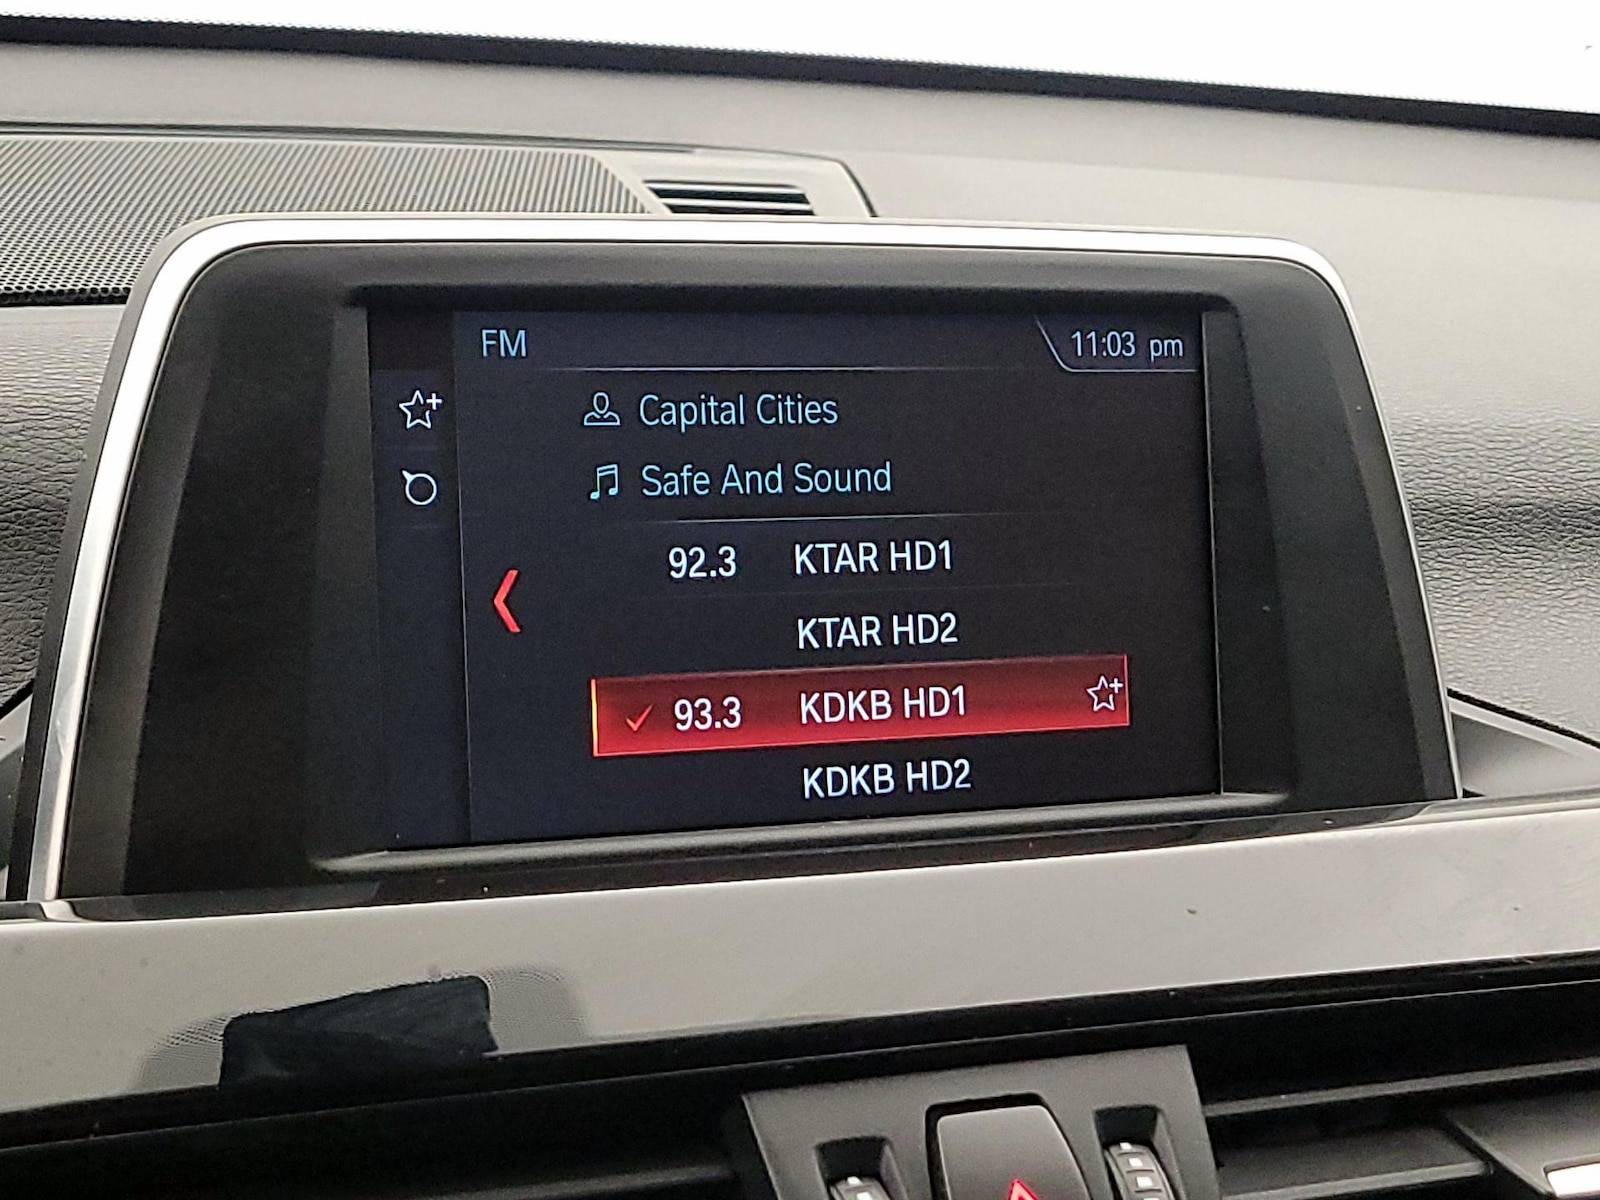 FM 11:03 pm
Capital Cities
Safe And Sound
92.3 KTAR HD1
KTAR HD2
93.3 KDKB HD1
KDKB HD2